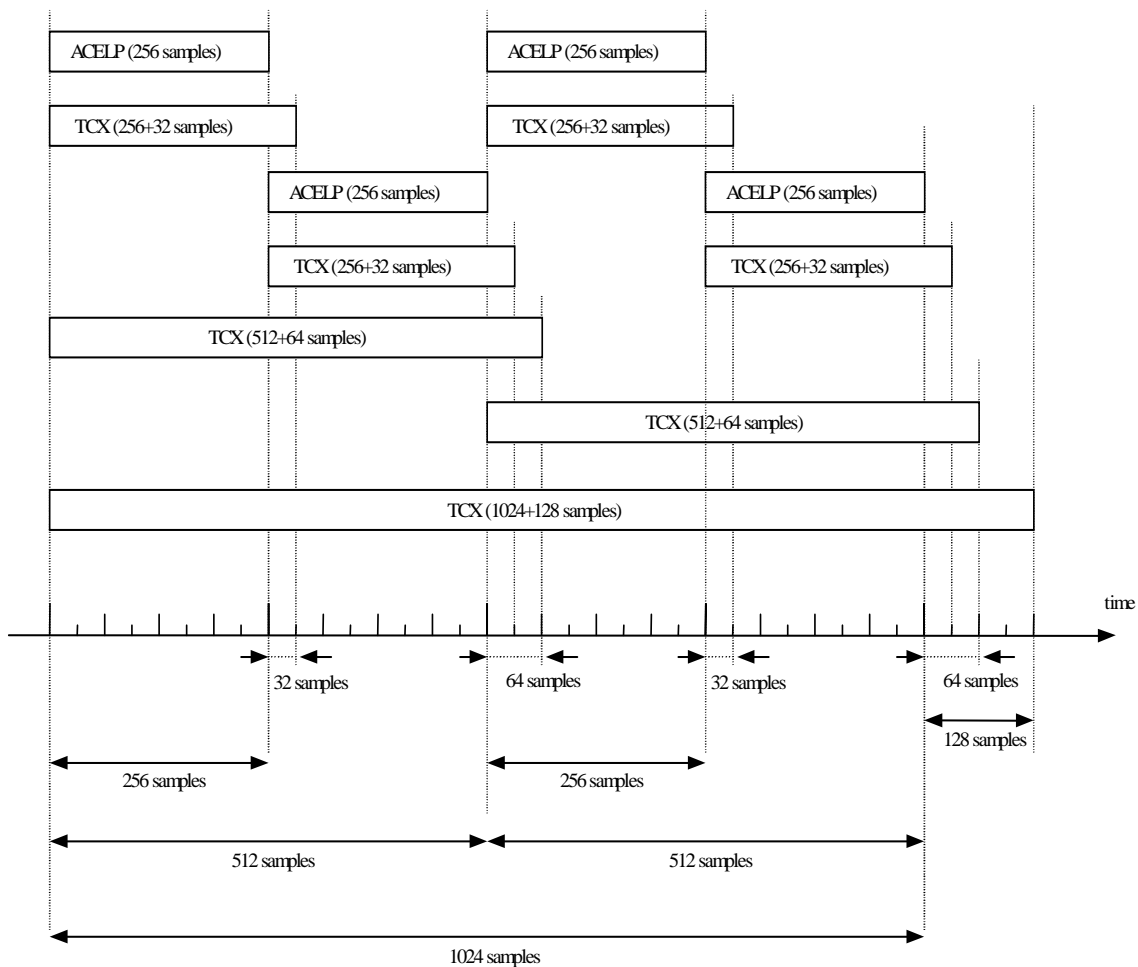 ACELP (256 samples)
ACELP (256 samples)
TCX (256+32 samples)
TCX (256+32 samples)
ACELP (256 samples)
ACELP (256 samples)
TCX (256+32 samples)
TCX (256+32 samples)
TCX (512+64 samples)
TCX (512+64 samples)
TCX (1024+128 samples)
time
32 samples
64 samples
32 samples
64 samples
128 samples
256 samples
256 samples
512 samples
512 samples
1024 samples